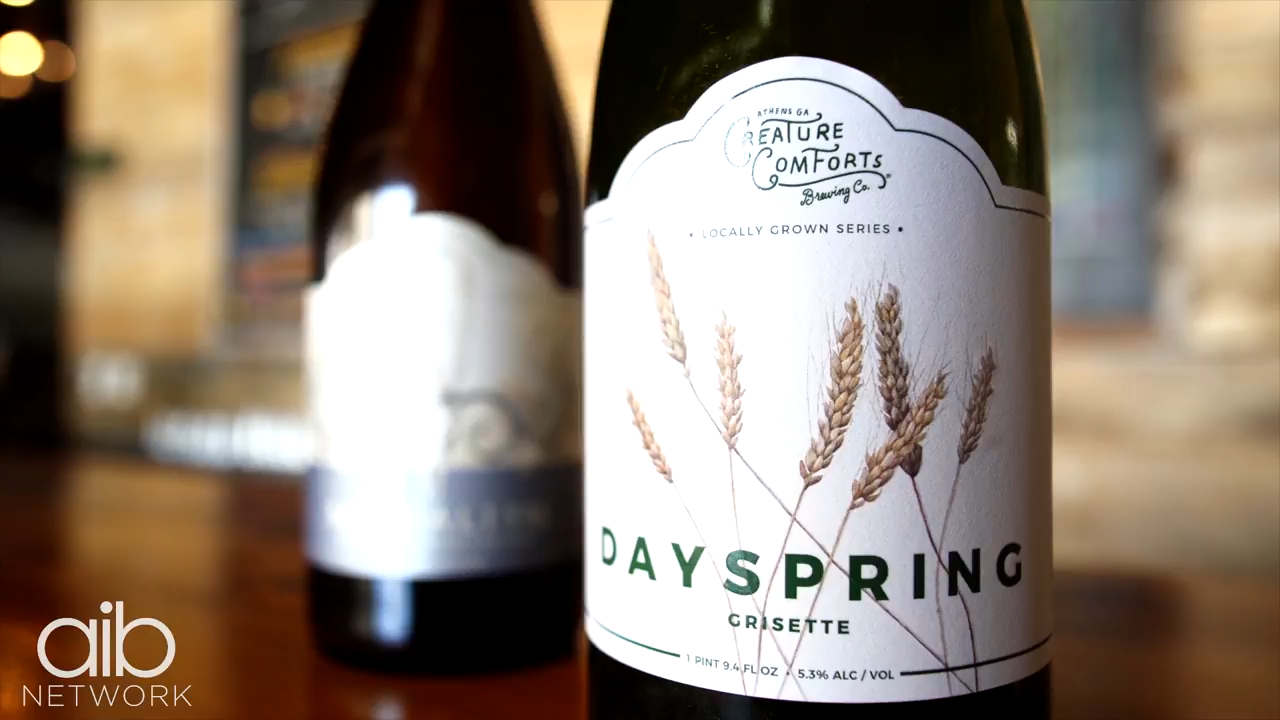 ATHENS GA
CREATURE
COMFORTS
Brewing Co.
• LOCALLY GROWN SERIES •
DAYSPRING
GRISETTE
1 PINT 9.4 FL OZ • 5.3% ALC / VOL
aib
NETWORK